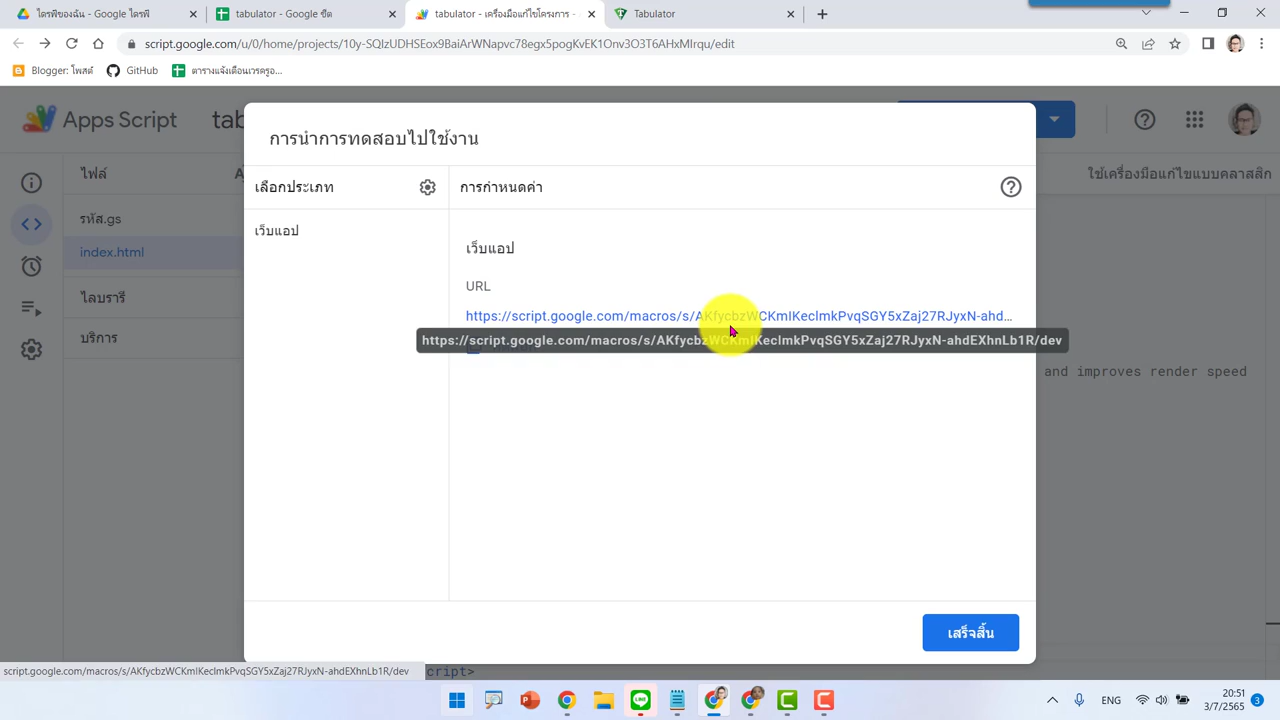 ไดรฟ์ของฉัน - Google ไดรฟ์
tabulator - Google ชีต
tabulator - เครื่องมือแก้ไขโครงการ -
Tabulator
script.google.com/u/0/home/projects/10y-SQIzUDHSEox9BaiArWNapvc78egx5pogKvEK1Onv3O3T6AHxMIrqu/edit
Blogger: โพสต์
GitHub
ตารางแจ้งเตือนเวรครูอ...
Apps Script
tab
การนำการทดสอบไปใช้งาน
ไฟล์
A
เลือกประเภท
การกำหนดค่า
ใช้เครื่องมือแก้ไขแบบคลาสสิก
รหัส.gs
index.html
ไลบรารี
บริการ
เว็บแอป
เว็บแอป
URL
https://script.google.com/macros/s/AKfycbzWCKmIKeclmkPvqSGY5xZaj27RJyxN-ahd...
https://script.google.com/macros/s/AKfycbzWCKmIKeclmkPvqSGY5xZaj27RJyxN-ahdEXhnLb1R/dev
and improves render speed
เสร็จสิ้น
script.google.com/macros/s/AKfycbzWCKmIKeclmkPvqSGY5xZaj27RJyxN-ahdEXhnLb1R/dev
cript>
ENG
20:51
3/7/2565
3